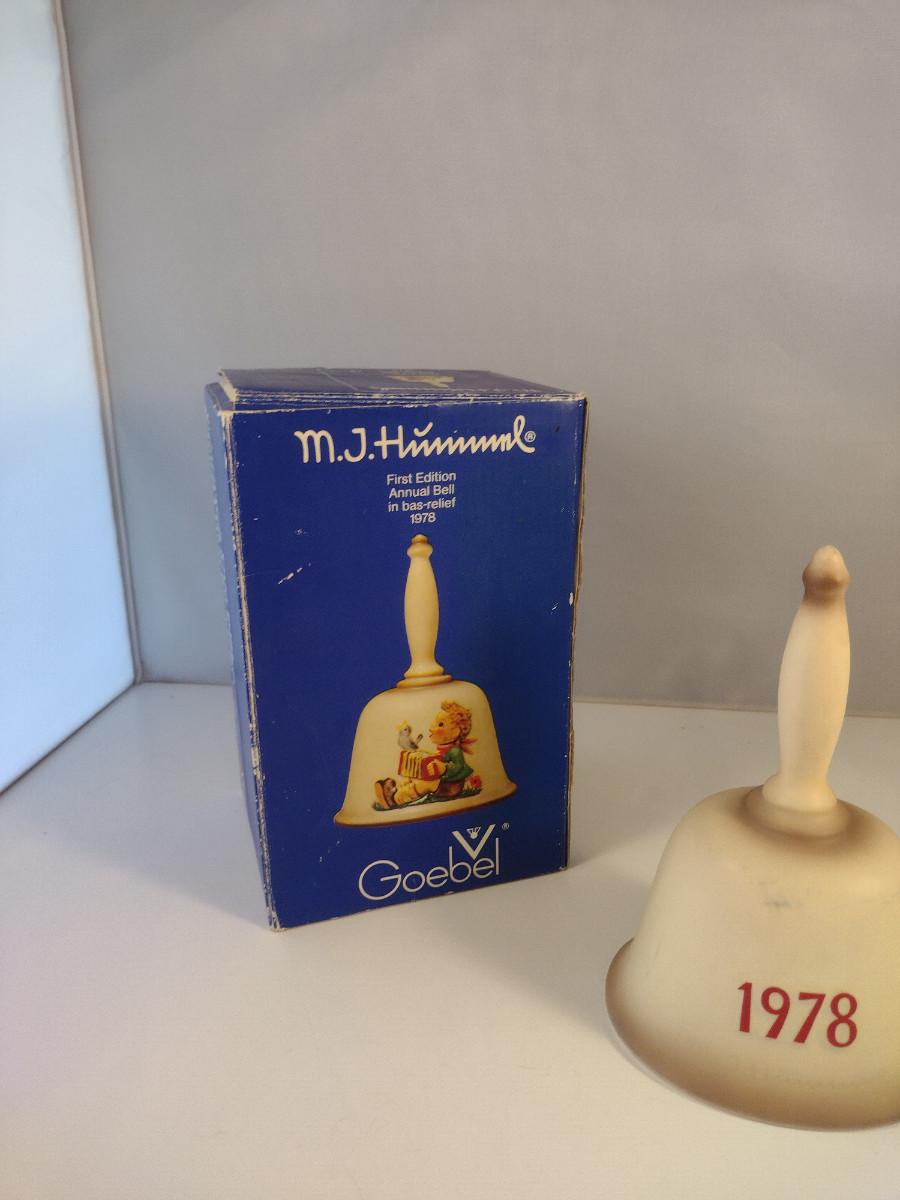 M.J.Hummel®
First Edition
Annual Bell
in bas-relief
1978
Goebel®
1978